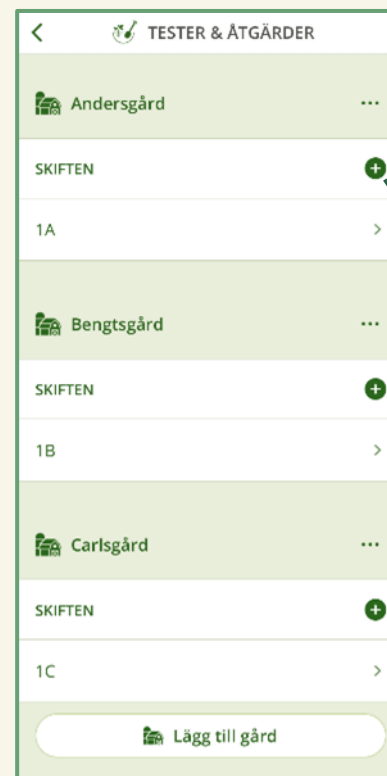 TESTER & ÅTGÄRDER
Andersgård
SKIFTEN
1A
Bengtsgård
SKIFTEN
1B
Carlsgård
SKIFTEN
1C
Lägg till gård